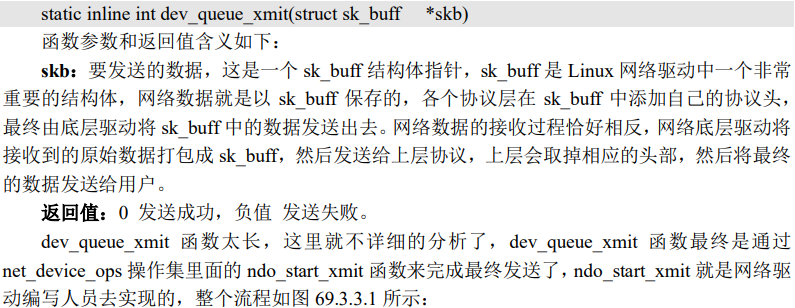 static inline int dev_queue_xmit(struct sk_buff *skb)
函数参数和返回值含义如下：
skb：要发送的数据，这是一个 sk_buff 结构体指针，sk_buff 是 Linux 网络驱动中一个非常
重要的结构体，网络数据就是以 sk_buff 保存的，各个协议层在 sk_buff 中添加自己的协议头，
最终由底层驱动将 sk_buff 中的数据发送出去。网络数据的接收过程恰好相反，网络底层驱动将
接收到的原始数据打包成 sk_buff，然后发送给上层协议，上层会取掉相应的头部，然后将最终
的数据发送给用户。
返回值：0 发送成功，负值 发送失败。
dev_queue_xmit 函数太长，这里就不详细的分析了，dev_queue_xmit 函数最终是通过
net_device_ops 操作集里面的 ndo_start_xmit 函数来完成最终发送了，ndo_start_xmit 就是网络驱
动编写人员去实现的，整个流程如图 69.3.3.1 所示：